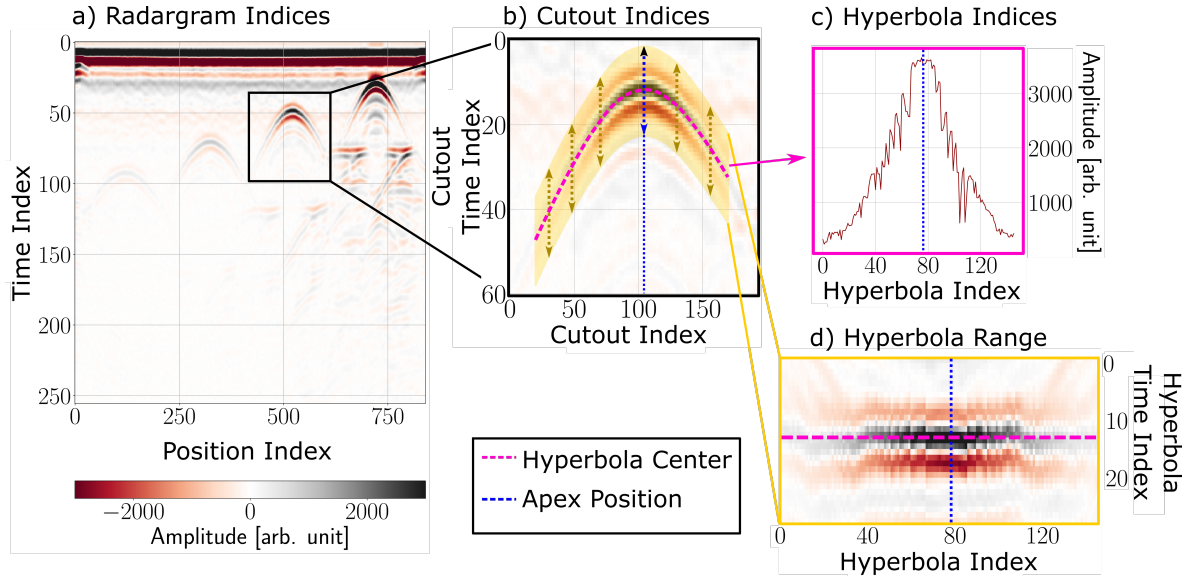 a) Radargram Indices
0
50
100
150
200
250
Time Index
0
250
500
750
Position Index
−2000
0
2000
Amplitude [arb. unit]
b) Cutout Indices
0
20
40
60
Cutout
Time Index
0
50
100
150
Cutout Index
c) Hyperbola Indices
3000
2000
1000
Amplitude [arb. unit]
0
40
80
120
Hyperbola Index
d) Hyperbola Range
0
10
20
Hyperbola
Time Index
0
40
80
120
Hyperbola Index
Hyperbola Center
Apex Position